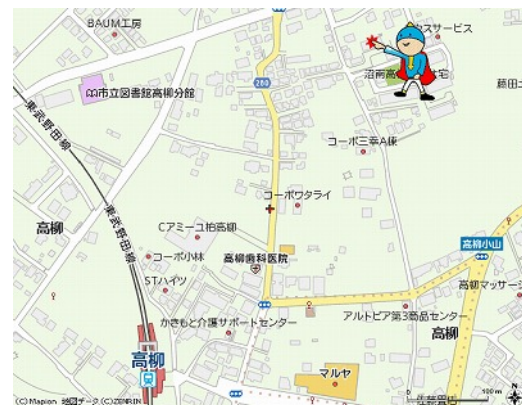 BAUM工房
クスサービス
280
沼南高
宅
市立図書館高柳分館
藤田
東武野田線
コーポ三幸A棟
コーポワタライ
高柳
東武野田線
Cアミーユ柏高柳
高柳小山
コーポ小林
高柳歯科医院
STハイツ
高柳マッサージ
かきもと介護サポートセンター
アルトピア第3商品センター
高柳
高柳
マルヤ
0
100m
(C)Mapion 地図データ(C)ZENRIN